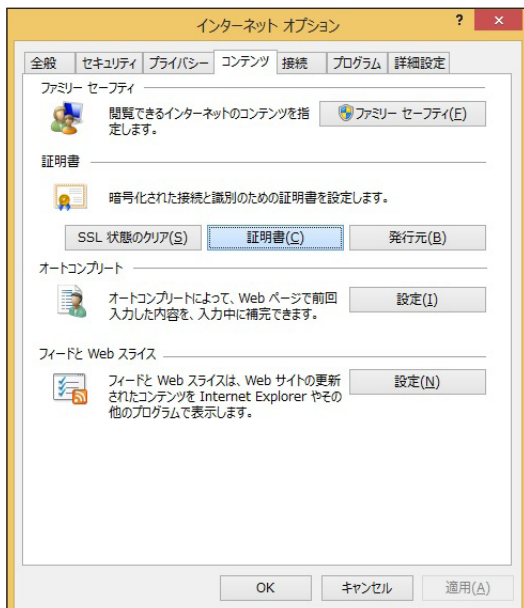 インターネット オプション
?
×
全般 セキュリティ プライバシー コンテンツ 接続 プログラム 詳細設定
ファミリー セーフティ
閲覧できるインターネットのコンテンツを指
定します。
ファミリー セーフティ(F)
証明書
暗号化された接続と識別のための証明書を設定します。
SSL 状態のクリア(S) 証明書(C) 発行元(B)
オートコンプリート
オートコンプリートによって、Web ページで前回
入力した内容を、入力中に補完できます。
設定(I)
フィードと Web スライス
フィードと Web スライスは、Web サイトの更新
されたコンテンツを Internet Explorer やその
他のプログラムで表示します。
設定(N)
OK キャンセル 適用(A)